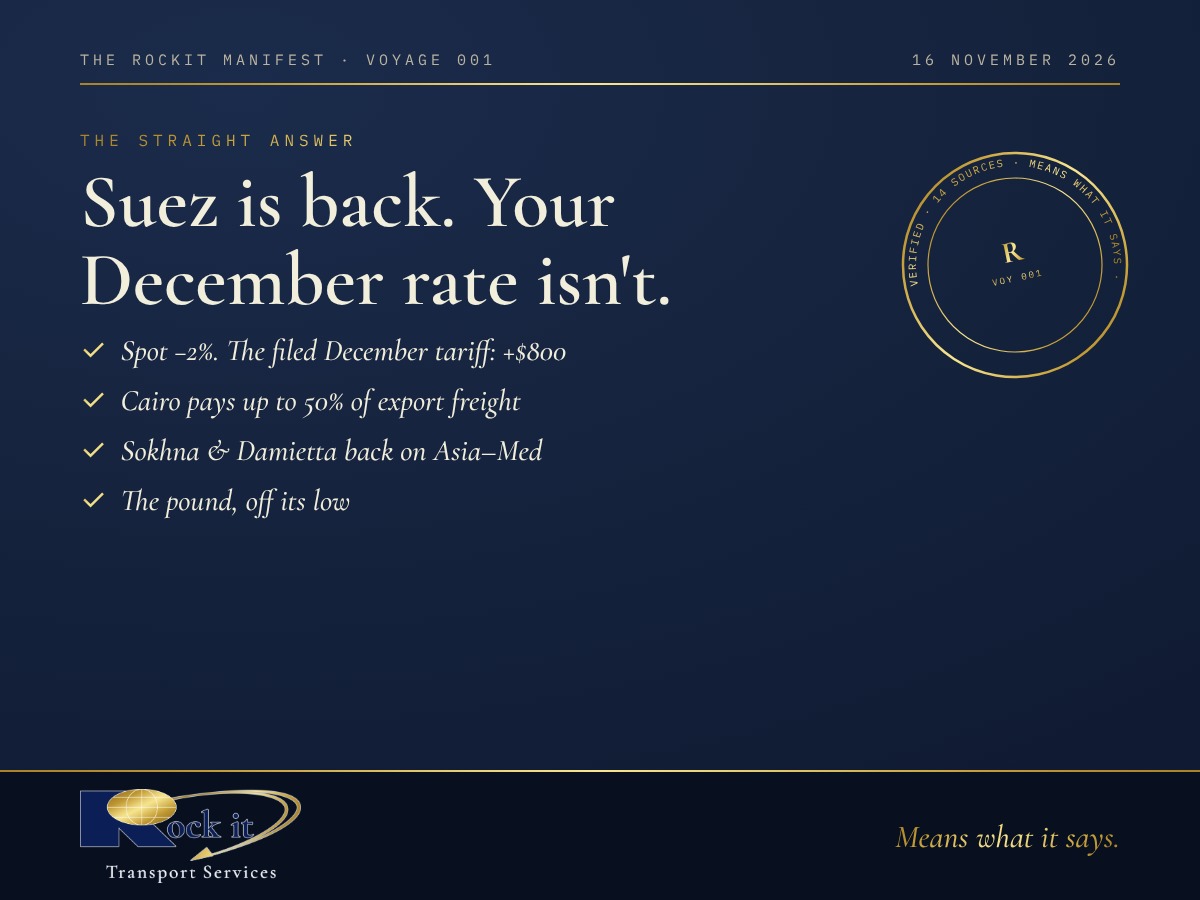 THE ROCKIT MANIFEST · VOYAGE 001
16 NOVEMBER 2026
THE STRAIGHT ANSWER
Suez is back. Your
December rate isn't.
VERIFIED · 14 SOURCES · MEANS WHAT IT SAYS ·
R
VOY 001
Spot −2%. The filed December tariff: +$800
Cairo pays up to 50% of export freight
Sokhna & Damietta back on Asia–Med
The pound, off its low
Rock it
Transport Services
Means what it says.